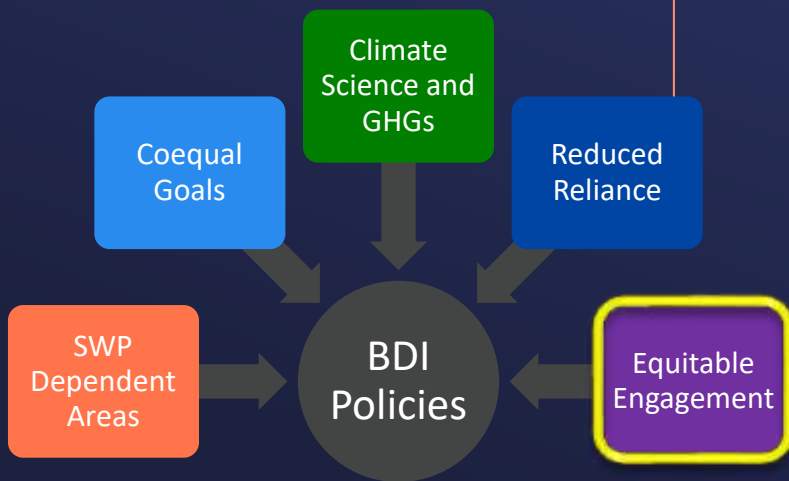 Climate
Science and
GHGs
Coequal
Goals
Reduced
Reliance
SWP
Dependent
Areas
BDI
Policies
Equitable
Engagement